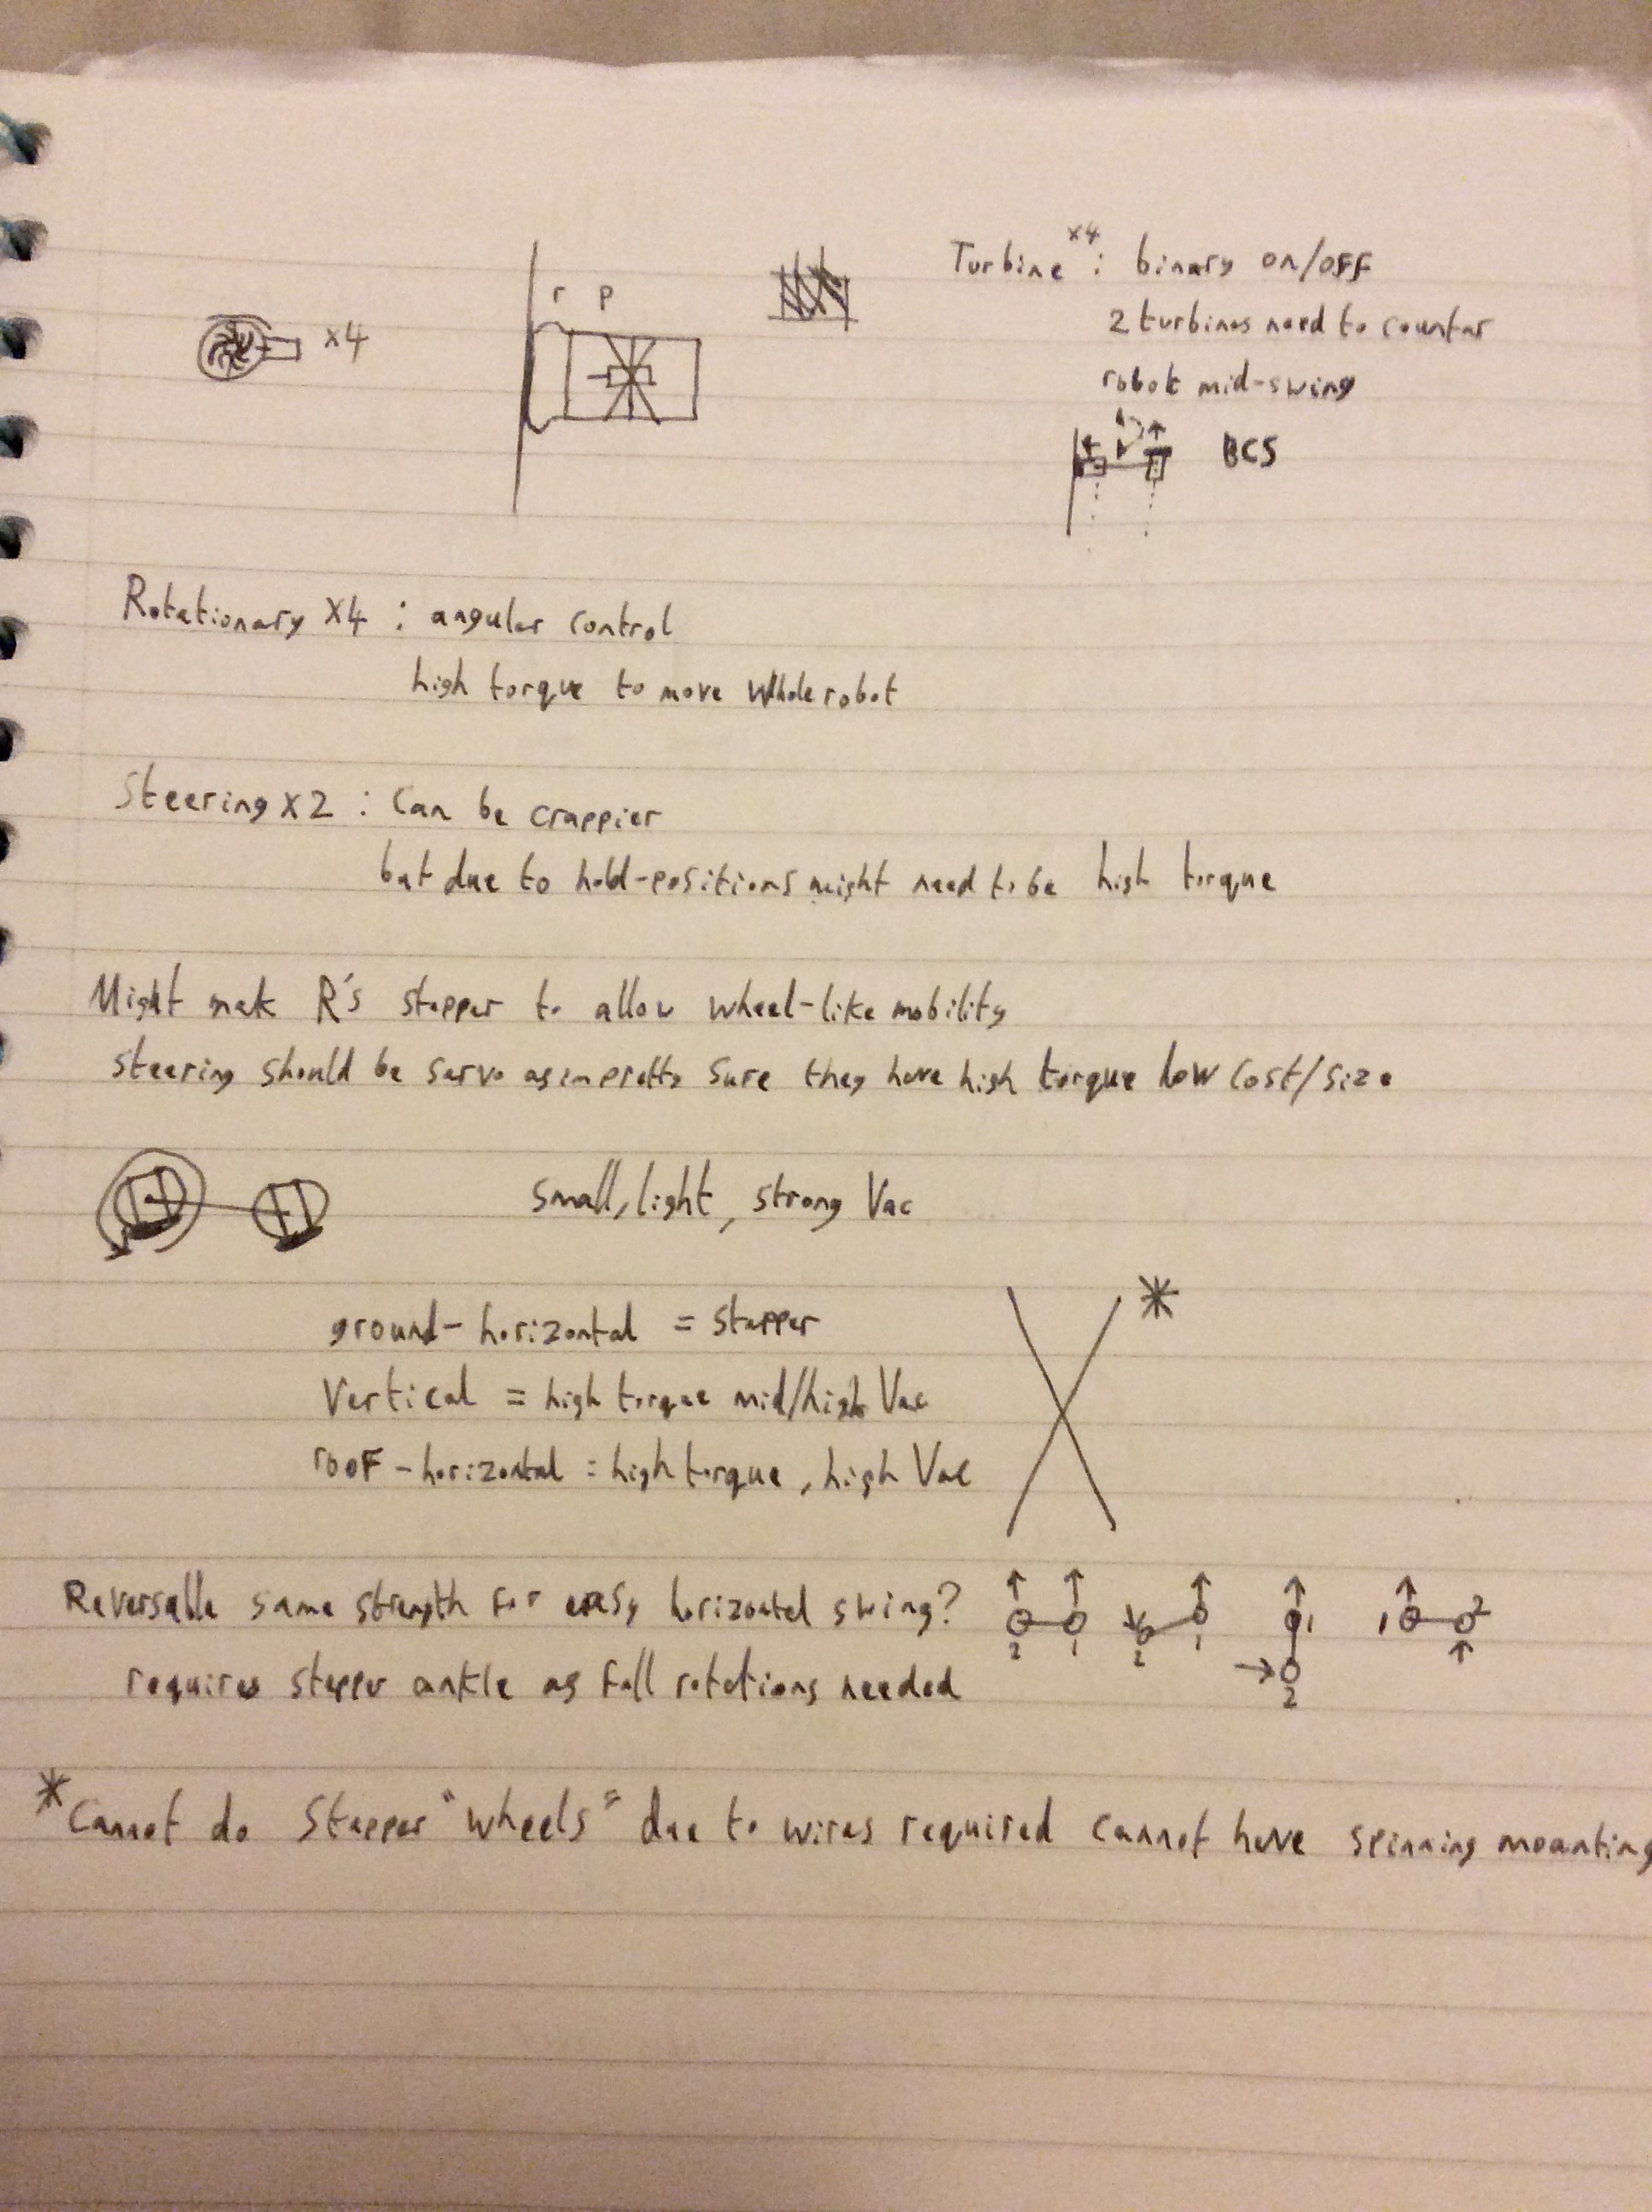 Turbine x4 : binary on/off
2 turbines need to counter
robot mid-swing
BCS
x4
r p
Rotationary x4 : angular control
high torque to move whole robot
Steering x2 : Can be crappier
but due to hold-positions might need to be high torque
Might make R's stepper to allow wheel-like mobility
steering should be servo as im pretty sure they have high torque low cost/size
small, light, strong Vac
ground-horizontal = stepper
*
Vertical = high torque mid/high Vac
roof-horizontal = high torque, high Vac
Reversable same strength for easy horizontal swing?
2 1 2 1 1 2 1 2
requires stepper ankle as full rotations needed
*Cannot do Stepper "wheels" due to wires required cannot have spinning mounting